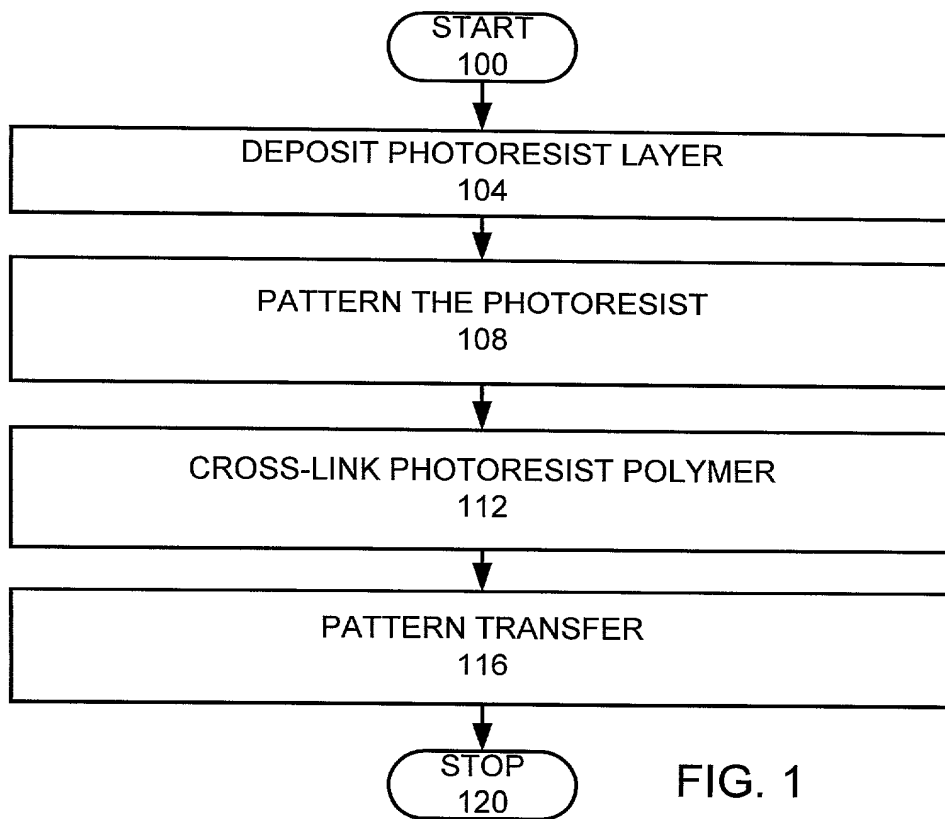 START
100
DEPOSIT PHOTORESIST LAYER
104
PATTERN THE PHOTORESIST
108
CROSS-LINK PHOTORESIST POLYMER
112
PATTERN TRANSFER
116
STOP
120
FIG. 1